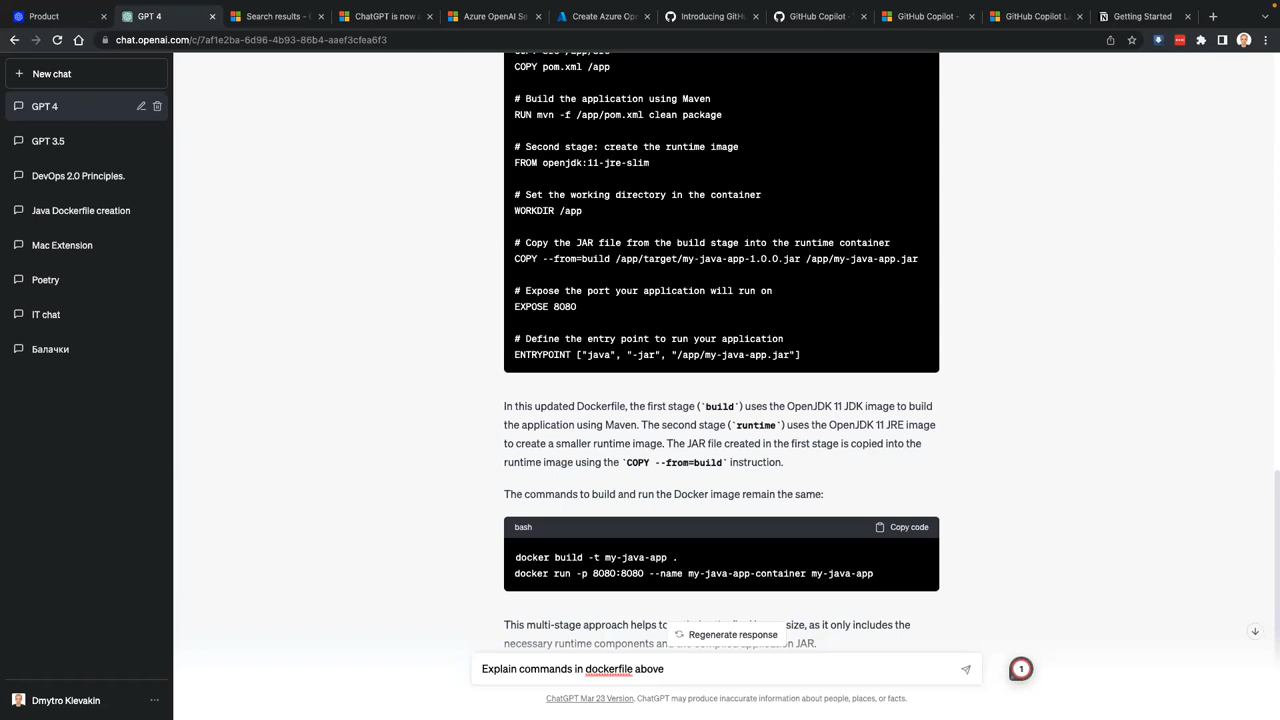 Product
GPT 4
Search results - G
ChatGPT is now a
Azure OpenAI Se
Create Azure Op
Introducing GitHu
GitHub Copilot ·
GitHub Copilot –
GitHub Copilot L
Getting Started
chat.openai.com/c/7af1e2ba-6d96-4b93-86b4-aaef3cfea6f3
New chat
GPT 4
GPT 3.5
DevOps 2.0 Principles.
Java Dockerfile creation
Mac Extension
Poetry
IT chat
Балачки
Dmytro Klevakin
COPY pom.xml /app
# Build the application using Maven
RUN mvn -f /app/pom.xml clean package
# Second stage: create the runtime image
FROM openjdk:11-jre-slim
# Set the working directory in the container
WORKDIR /app
# Copy the JAR file from the build stage into the runtime container
COPY --from=build /app/target/my-java-app-1.0.0.jar /app/my-java-app.jar
# Expose the port your application will run on
EXPOSE 8080
# Define the entry point to run your application
ENTRYPOINT ["java", "-jar", "/app/my-java-app.jar"]
In this updated Dockerfile, the first stage (`build`) uses the OpenJDK 11 JDK image to build
the application using Maven. The second stage (`runtime`) uses the OpenJDK 11 JRE image
to create a smaller runtime image. The JAR file created in the first stage is copied into the
runtime image using the `COPY --from=build` instruction.
The commands to build and run the Docker image remain the same:
bash
Copy code
docker build -t my-java-app .
docker run -p 8080:8080 --name my-java-app-container my-java-app
This multi-stage approach helps to size, as it only includes the
Regenerate response
necessary runtime components and compiled application JAR.
Explain commands in dockerfile above
1
ChatGPT Mar 23 Version. ChatGPT may produce inaccurate information about people, places, or facts.